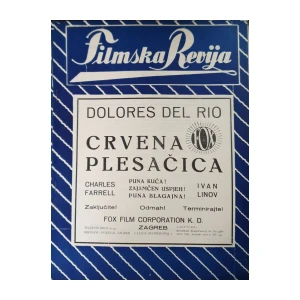 Filmska Revija
DOLORES DEL RIO
CRVENA
FOX
PLESAČICA
CHARLES
FARRELL
PUNA KUĆA!
ZAJAMČEN USPJEH!
PUNA BLAGAJNA!
IVAN
LINOV
Zaključite! Odmah! Terminirajte!
FOX FILM CORPORATION K. D.
ZAGREB